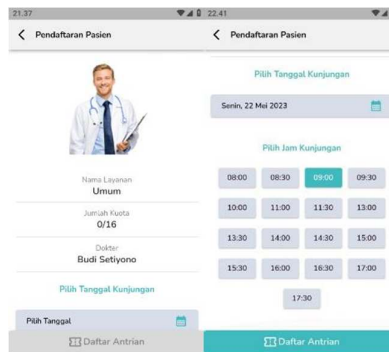 21.37
Pendaftaran Pasien
Nama Layanan
Umum
Jumlah Kuota
0/16
Dokter
Budi Setiyono
Pilih Tanggal Kunjungan
Pilih Tanggal
Daftar Antrian
22.41
Pendaftaran Pasien
Pilih Tanggal Kunjungan
Senin, 22 Mei 2023
Pilih Jam Kunjungan
08:00 08:30 09:00 09:30
10:00 11:00 11:30 13:00
13:30 14:00 14:30 15:00
15:30 16:00 16:30 17:00
17:30
Daftar Antrian